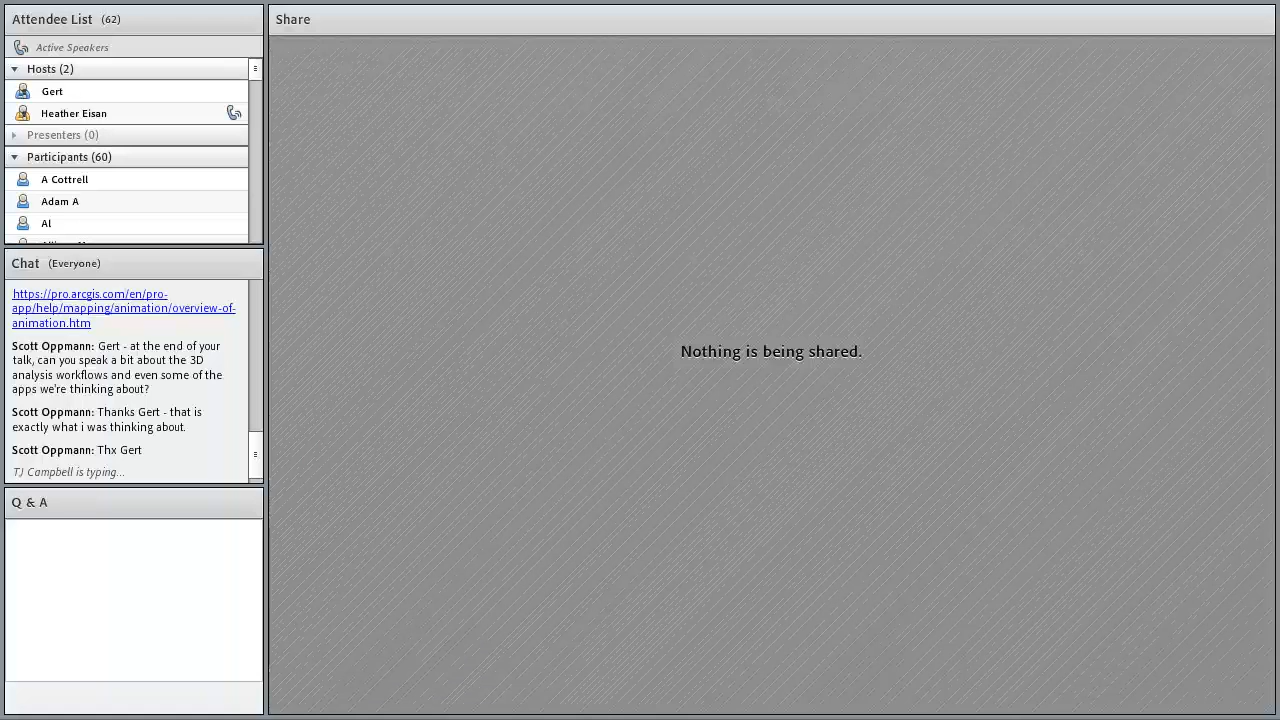 Attendee List (62)
Active Speakers
Hosts (2)
Gert
Heather Eisan
Presenters (0)
Participants (60)
A Cottrell
Adam A
Al
Chat (Everyone)
https://pro.arcgis.com/en/pro-
app/help/mapping/animation/overview-of-
animation.htm
Scott Oppmann: Gert - at the end of your
talk, can you speak a bit about the 3D
analysis workflows and even some of the
apps we're thinking about?
Scott Oppmann: Thanks Gert - that is
exactly what i was thinking about.
Scott Oppmann: Thx Gert
TJ Campbell is typing...
Q & A
Share
Nothing is being shared.